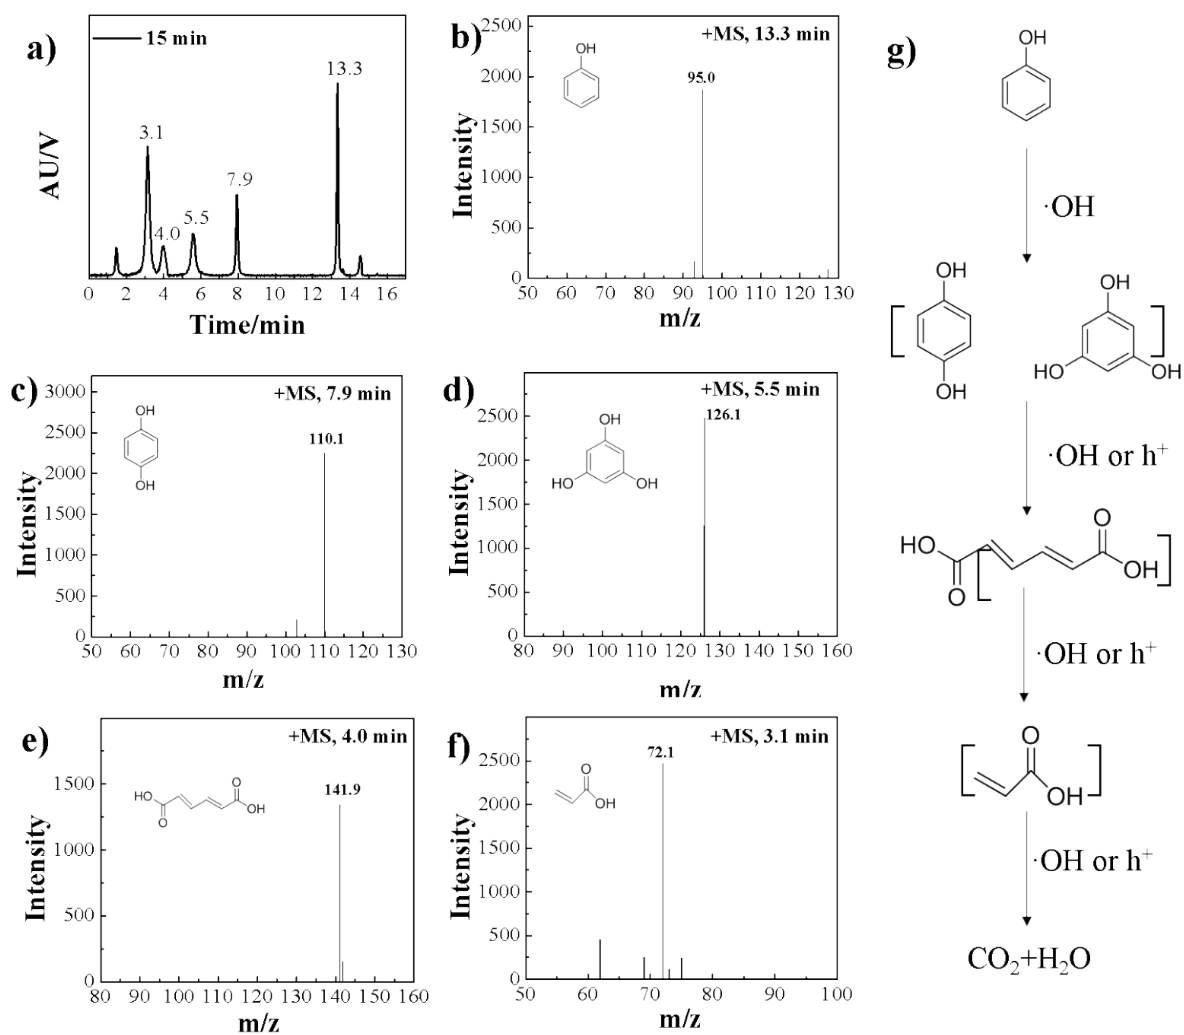 a)
15 min
13.3
3.1
7.9
5.5
4.0
AU/V
0 2 4 6 8 10 12 14 16
Time/min
b)
+MS, 13.3 min
OH
95.0
2500
2000
1500
1000
500
0
Intensity
50 60 70 80 90 100 110 120 130
m/z
c)
+MS, 7.9 min
OH
OH
110.1
3000
2500
2000
1500
1000
500
0
Intensity
50 60 70 80 90 100 110 120 130
m/z
d)
+MS, 5.5 min
OH
HO OH
126.1
2500
2000
1500
1000
500
0
Intensity
80 90 100 110 120 130 140 150 160
m/z
e)
+MS, 4.0 min
O
HO
OH
O
141.9
1500
1000
500
0
Intensity
80 90 100 110 120 130 140 150 160
m/z
f)
+MS, 3.1 min
O
OH
72.1
2500
2000
1500
1000
500
0
Intensity
50 60 70 80 90 100
m/z
g)
OH
·OH
OH
OH
OH
HO OH
·OH or h⁺
O
HO
OH
O
·OH or h⁺
O
OH
·OH or h⁺
CO₂+H₂O